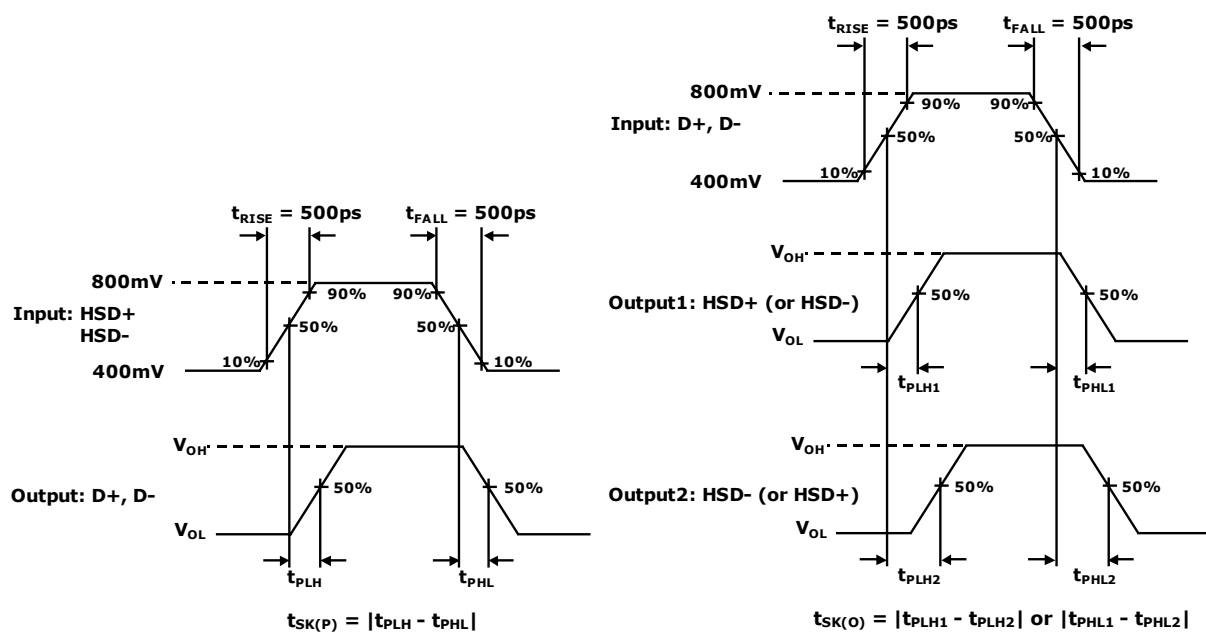 tRISE = 500ps
tFALL = 500ps
800mV
90%
90%
Input: HSD+
HSD-
50%
50%
10%
10%
400mV
VOH
Output: D+, D-
50%
50%
VOL
tPLH
tPHL
tSK(P) = |tPLH - tPHL|
tRISE = 500ps
tFALL = 500ps
800mV
90%
90%
Input: D+, D-
50%
50%
10%
10%
400mV
VOH
Output1: HSD+ (or HSD-)
50%
50%
VOL
tPLH1
tPHL1
VOH
Output2: HSD- (or HSD+)
50%
50%
VOL
tPLH2
tPHL2
tSK(O) = |tPLH1 - tPLH2| or |tPHL1 - tPHL2|